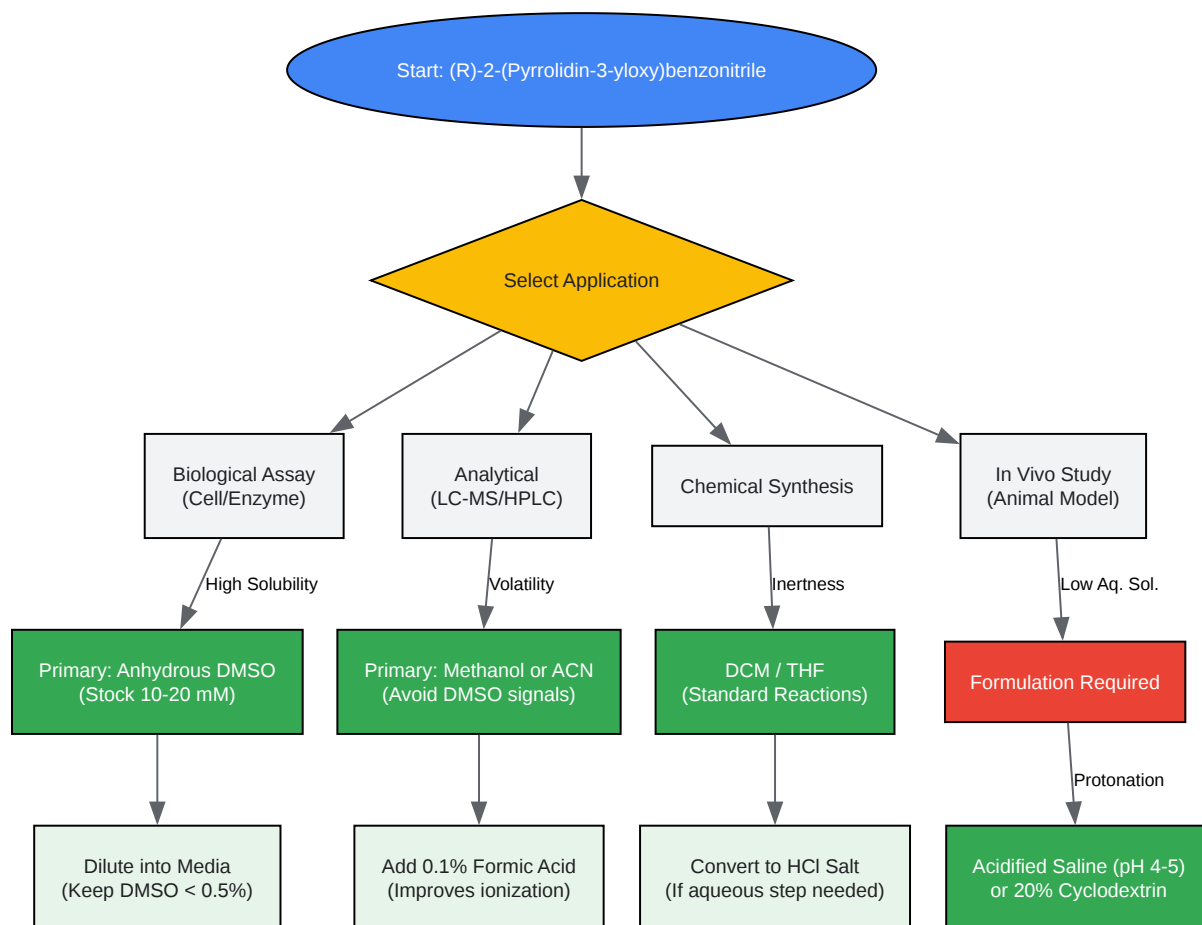 Start: (R)-2-(Pyrrolidin-3-yloxy)benzonitrile
Select Application
Biological Assay
(Cell/Enzyme)
Analytical
(LC-MS/HPLC)
Chemical Synthesis
In Vivo Study
(Animal Model)
High Solubility
Volatility
Inertness
Low Aq. Sol.
Primary: Anhydrous DMSO
(Stock 10-20 mM)
Primary: Methanol or ACN
(Avoid DMSO signals)
DCM / THF
(Standard Reactions)
Formulation Required
Protonation
Dilute into Media
(Keep DMSO < 0.5%)
Add 0.1% Formic Acid
(Improves ionization)
Convert to HCl Salt
(If aqueous step needed)
Acidified Saline (pH 4-5)
or 20% Cyclodextrin